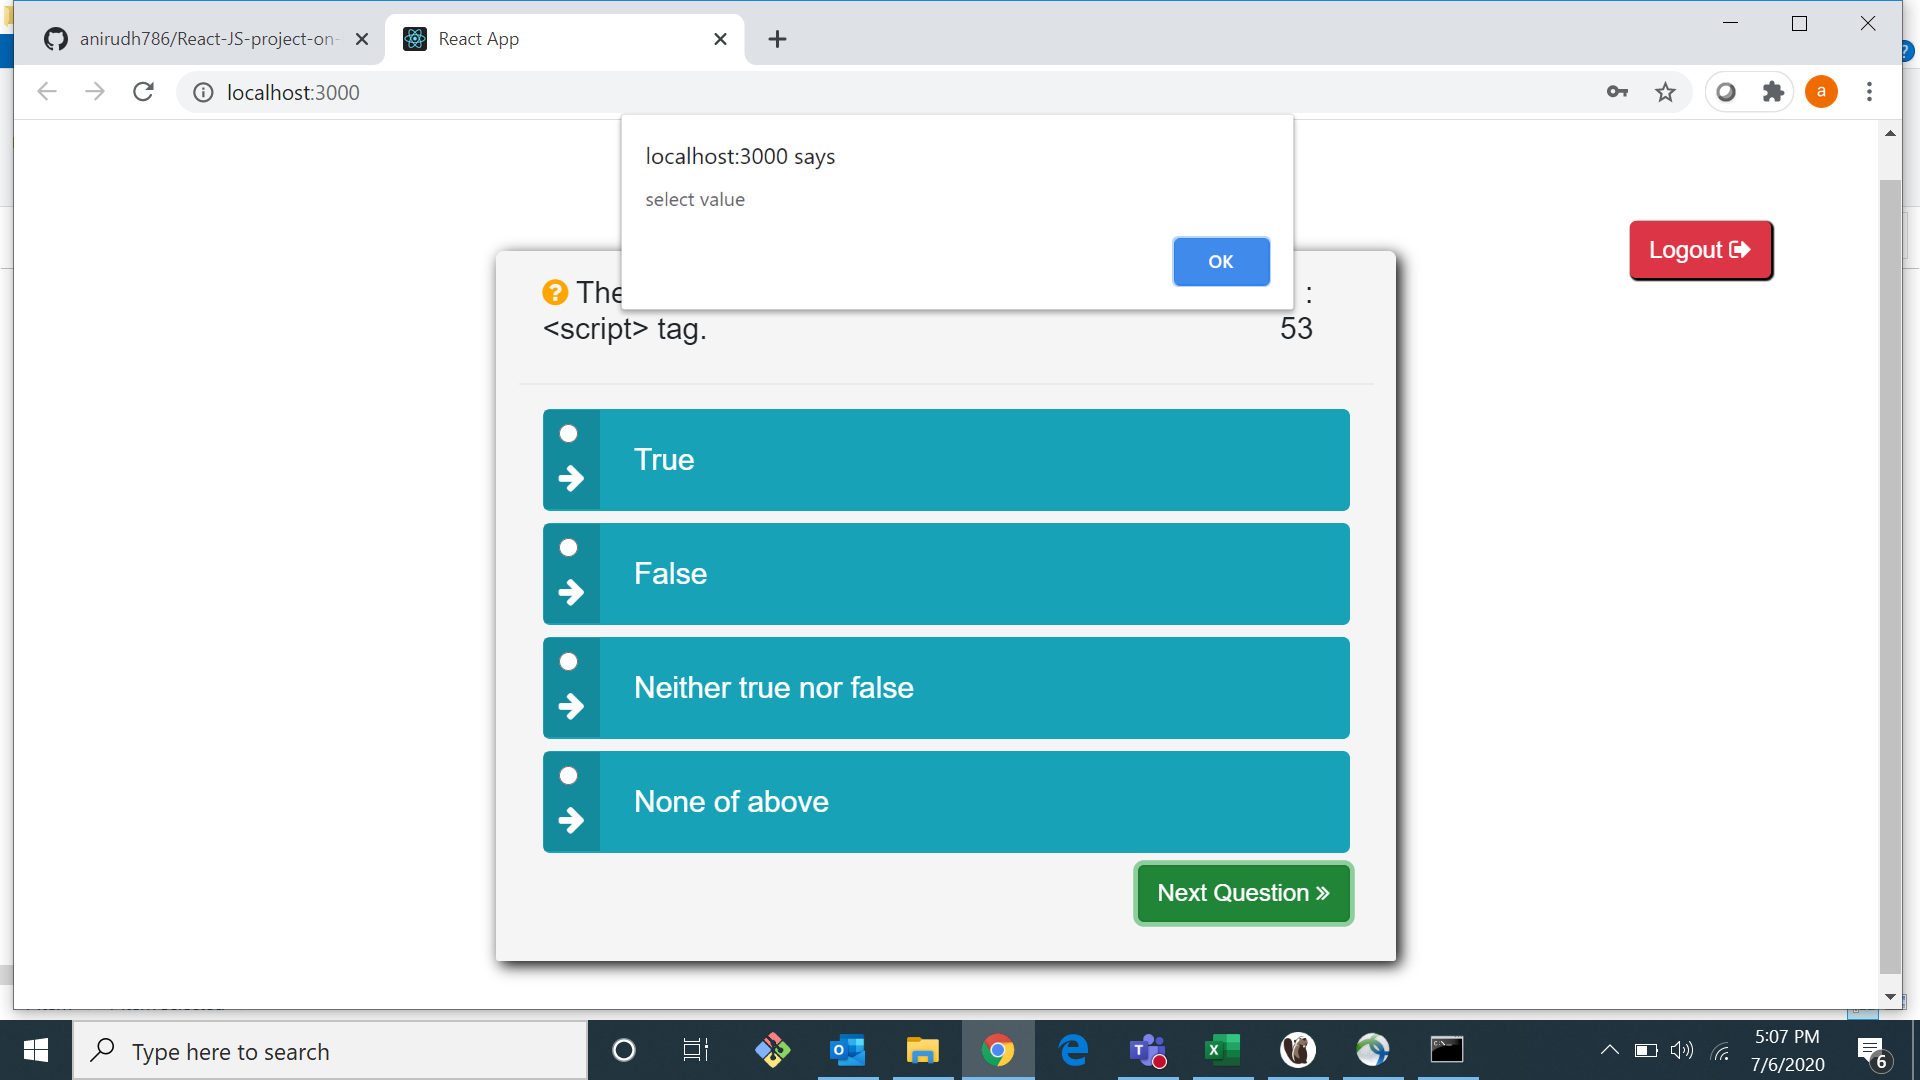 anirudh786/React-JS-project-on-
React App
localhost:3000
a
localhost:3000 says
select value
OK
Logout
? The :
<script> tag. 53
True
False
Neither true nor false
None of above
Next Question »
Type here to search
5:07 PM
7/6/2020
6